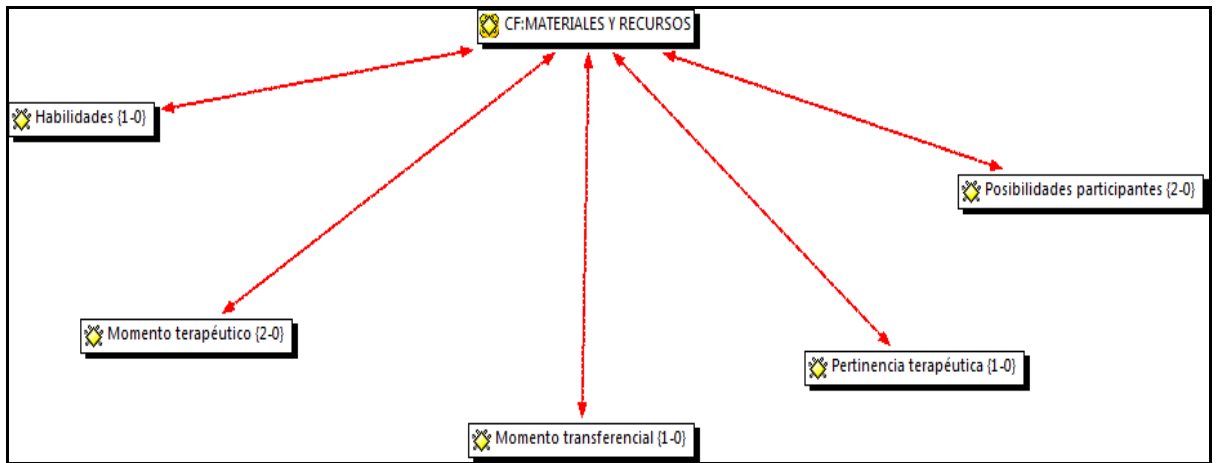 CF:MATERIALES Y RECURSOS
Habilidades {1-0}
Posibilidades participantes {2-0}
Momento terapéutico {2-0}
Pertinencia terapéutica {1-0}
Momento transferencial {1-0}